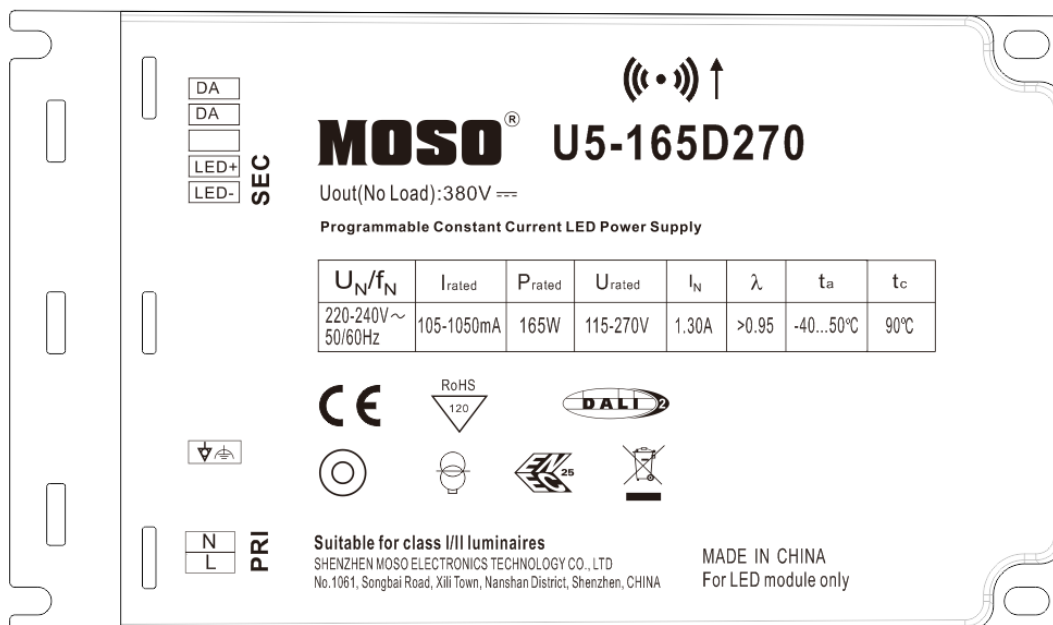 DA
DA
LED+
LED-
SEC
MOSO® U5-165D270
Uout(No Load):380V ⎓
Programmable Constant Current LED Power Supply
UN/fN Irated Prated Urated IN λ ta tc
220-240V～ 50/60Hz 105-1050mA 165W 115-270V 1.30A >0.95 -40...50℃ 90℃
CE
RoHS
120
DALI 2
ENEC 25
N
L
PRI
Suitable for class I/II luminaires
SHENZHEN MOSO ELECTRONICS TECHNOLOGY CO., LTD
No.1061, Songbai Road, Xili Town, Nanshan District, Shenzhen, CHINA
MADE IN CHINA
For LED module only